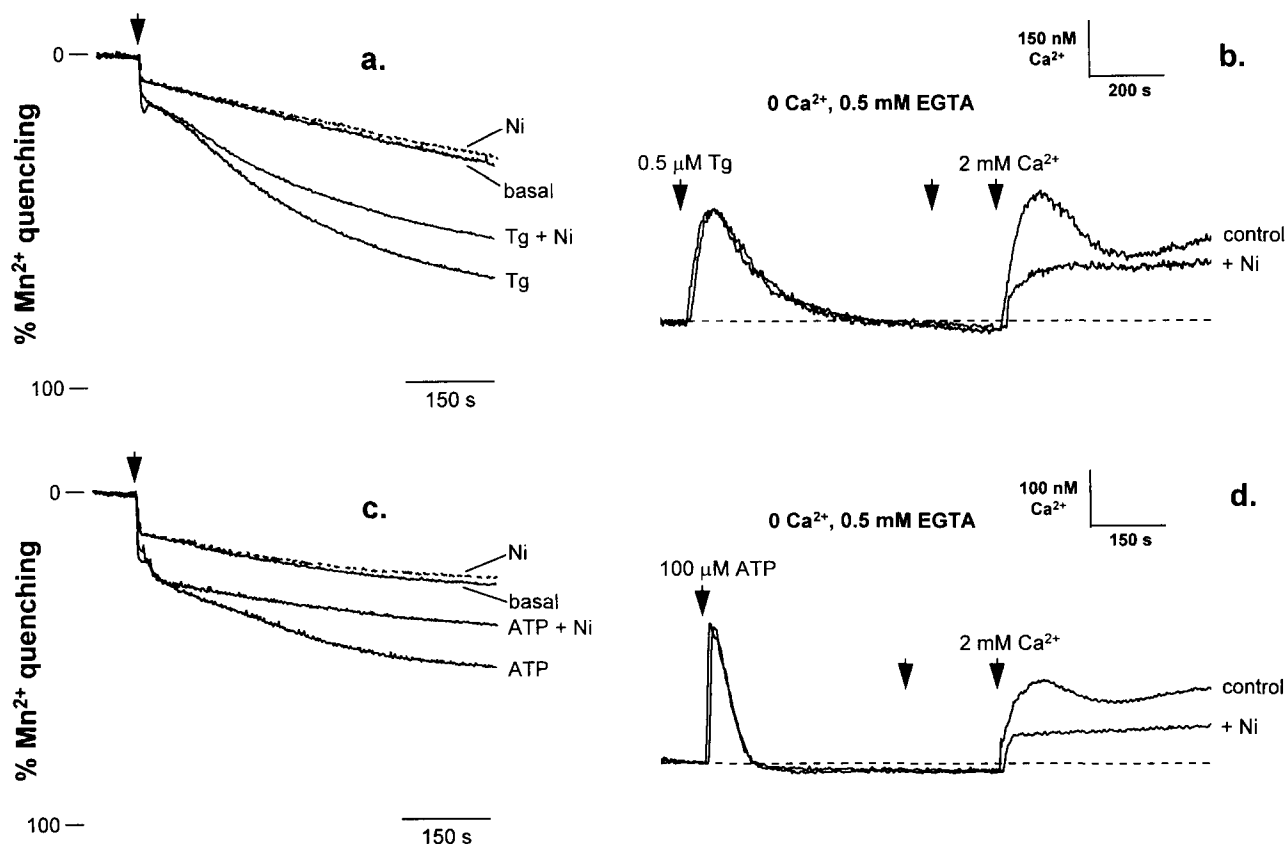 a.
0
% Mn²⁺ quenching
Ni
basal
Tg + Ni
Tg
100
150 s
b.
150 nM
Ca²⁺
200 s
0 Ca²⁺, 0.5 mM EGTA
0.5 μM Tg
2 mM Ca²⁺
control
+ Ni
c.
0
% Mn²⁺ quenching
Ni
basal
ATP + Ni
ATP
100
150 s
d.
100 nM
Ca²⁺
150 s
0 Ca²⁺, 0.5 mM EGTA
100 μM ATP
2 mM Ca²⁺
control
+ Ni